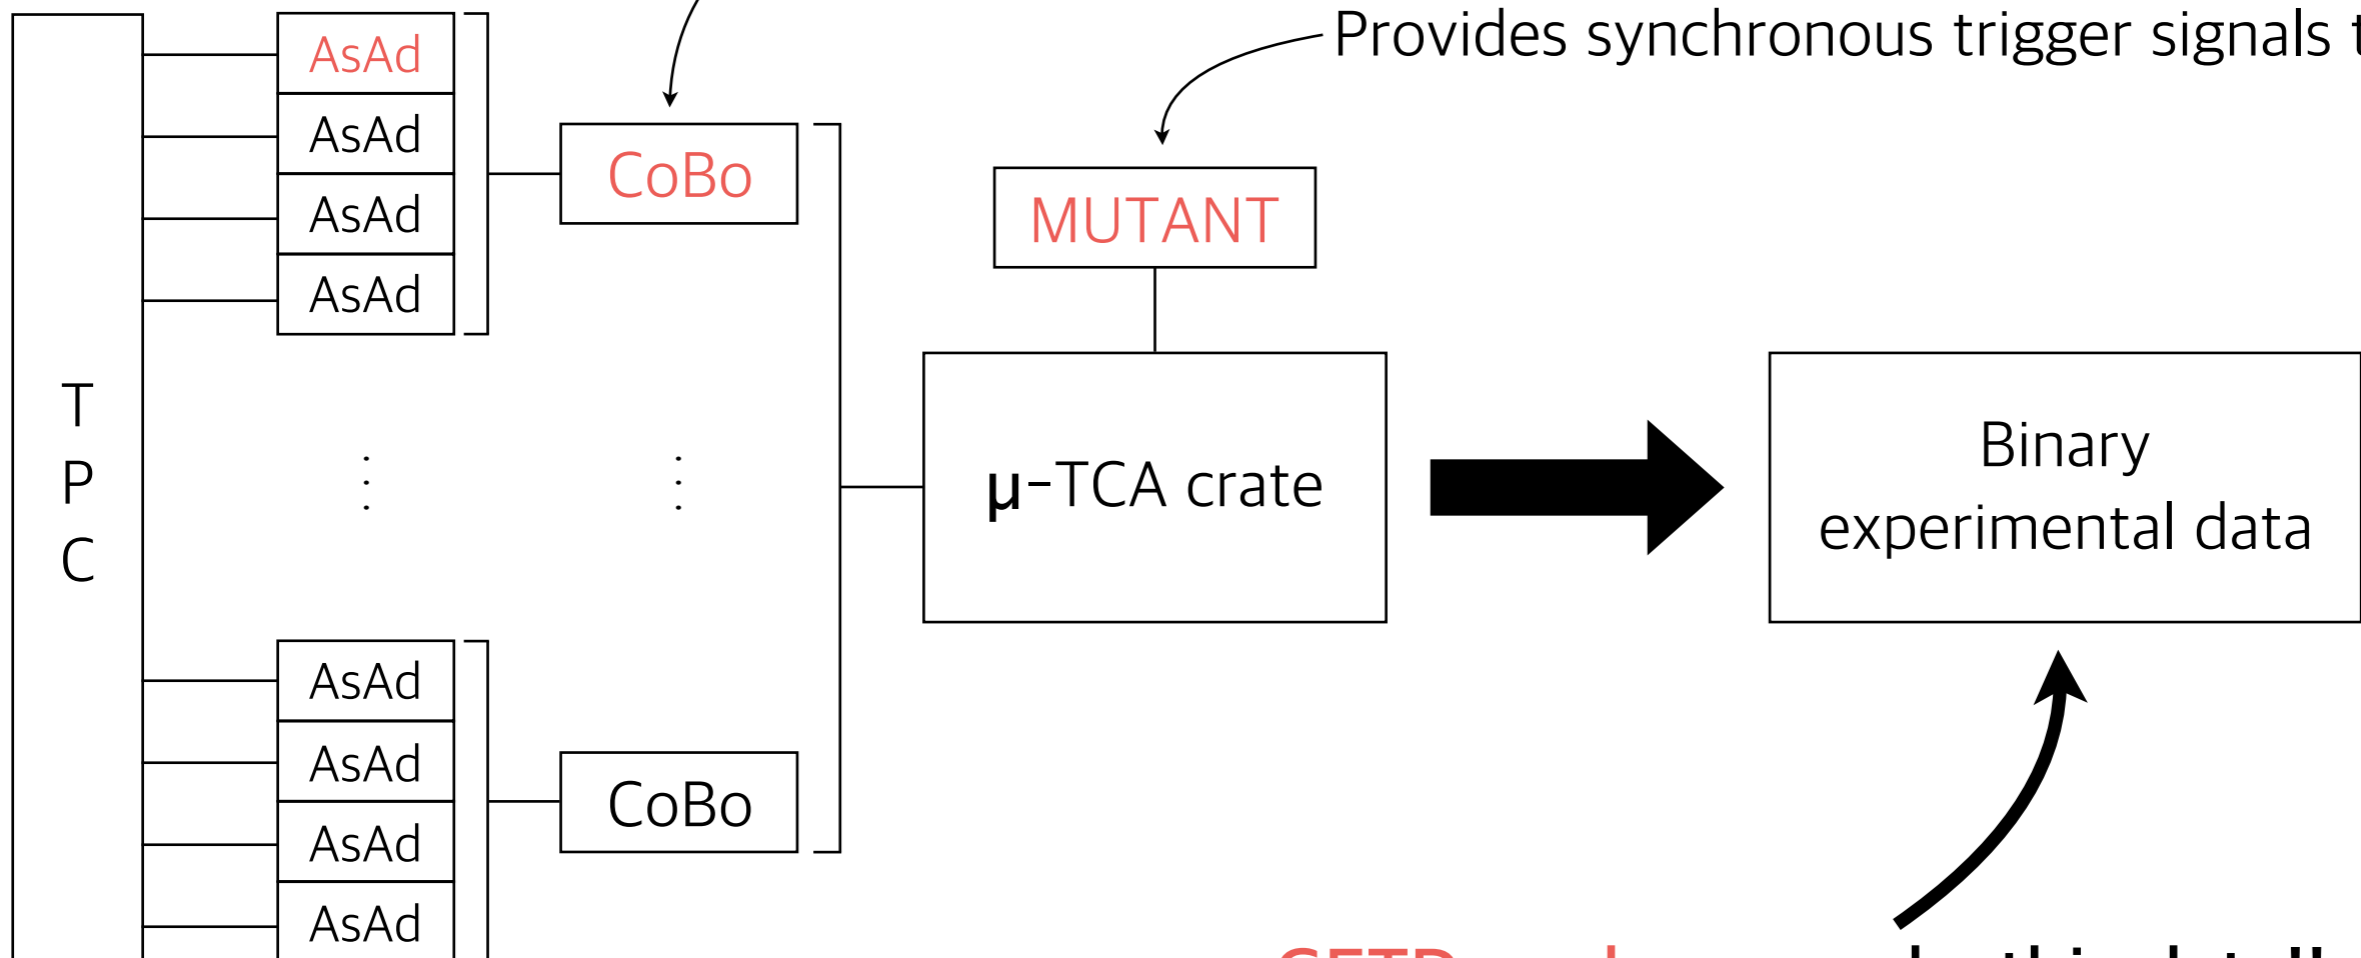 Provides synchronous trigger signals
AsAd
AsAd
AsAd
AsAd
CoBo
MUTANT
T
P
C
μ-TCA crate
Binary
experimental data
AsAd
AsAd
AsAd
AsAd
CoBo